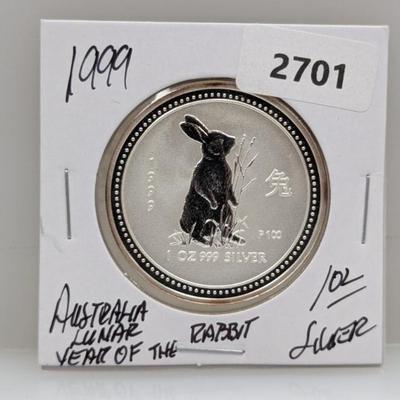 1999
2701
1999
兔
P100
1 OZ 999 SILVER
AUSTRALIA
LUNAR
YEAR OF THE RABBIT
1oz
SILVER